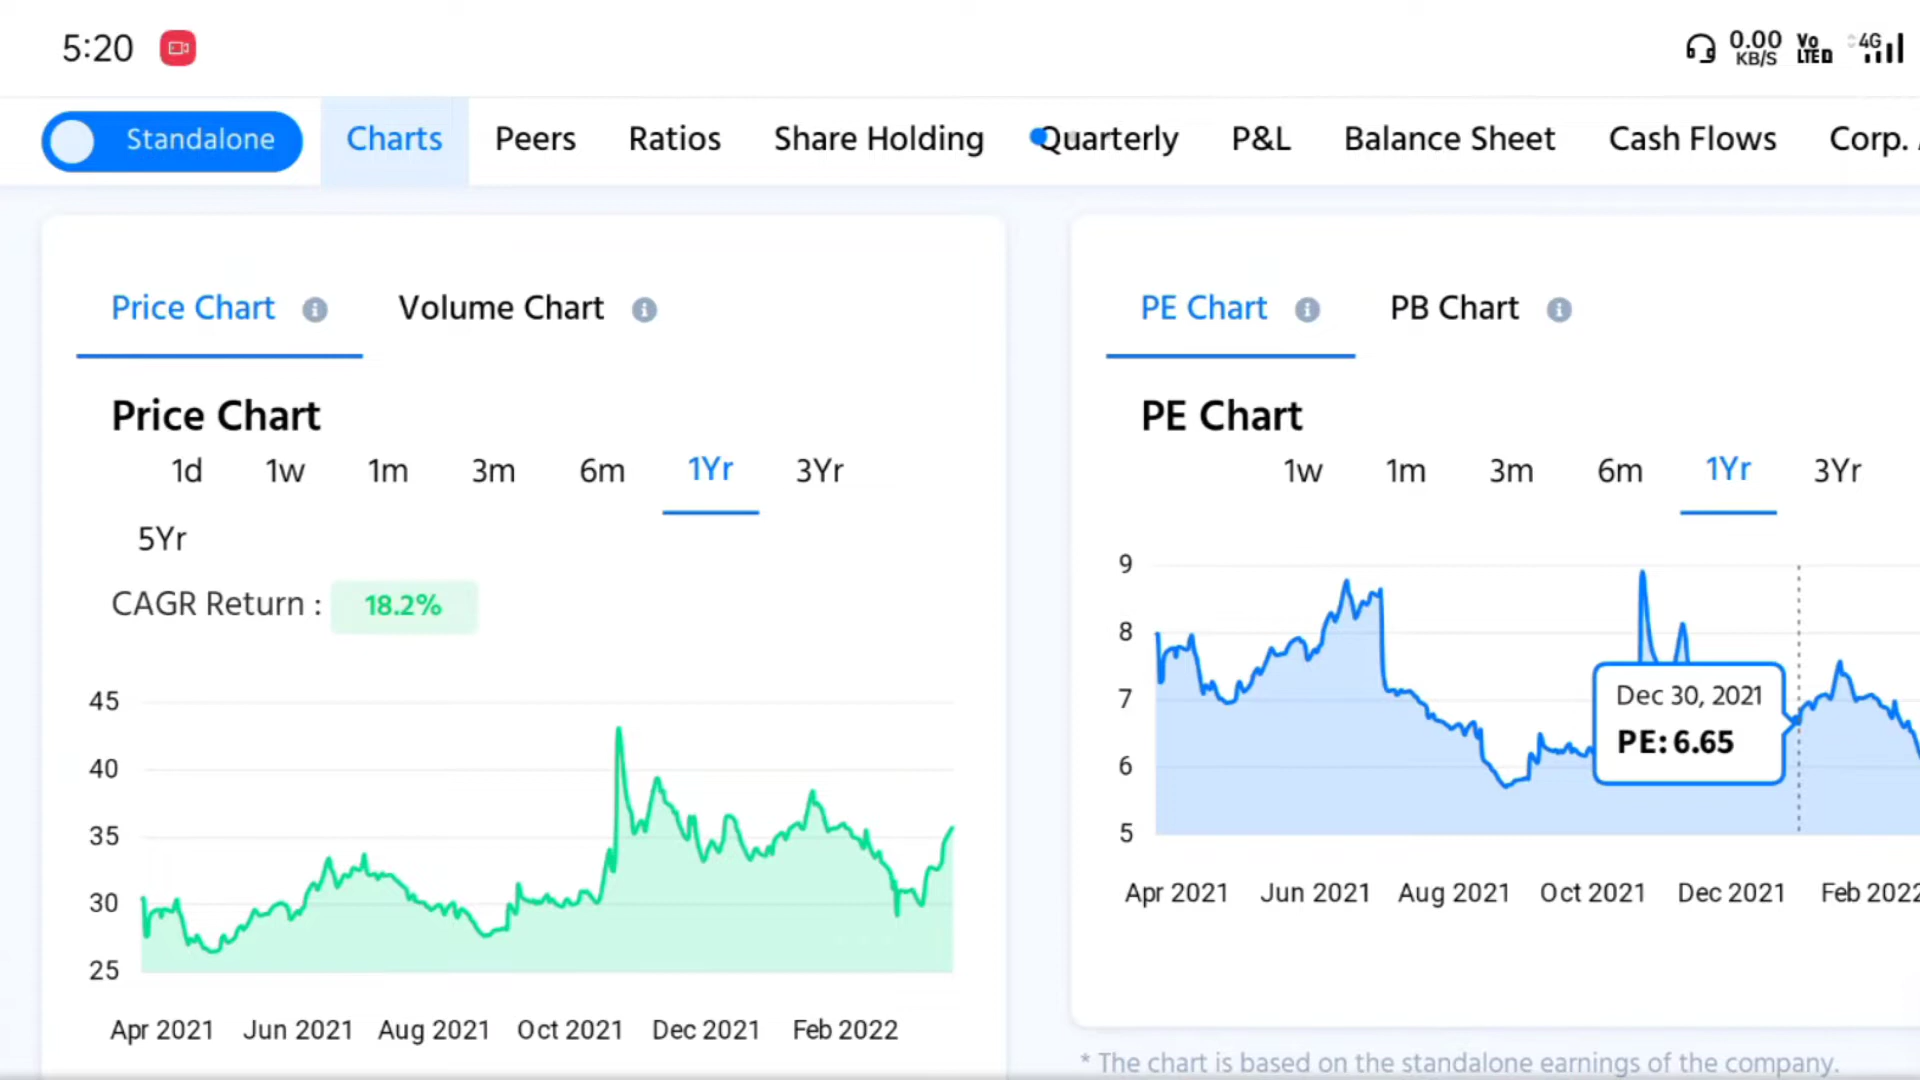 5:20
0.00 KB/S Vo LTE 4G
Standalone Charts Peers Ratios Share Holding Quarterly P&L Balance Sheet Cash Flows Corp.
Price Chart Volume Chart
Price Chart
1d 1w 1m 3m 6m 1Yr 3Yr
5Yr
CAGR Return : 18.2%
45
40
35
30
25
Apr 2021 Jun 2021 Aug 2021 Oct 2021 Dec 2021 Feb 2022
PE Chart PB Chart
PE Chart
1w 1m 3m 6m 1Yr 3Yr
9
8
7
6
5
Dec 30, 2021
PE: 6.65
Apr 2021 Jun 2021 Aug 2021 Oct 2021 Dec 2021 Feb 2022
* The chart is based on the standalone earnings of the company.